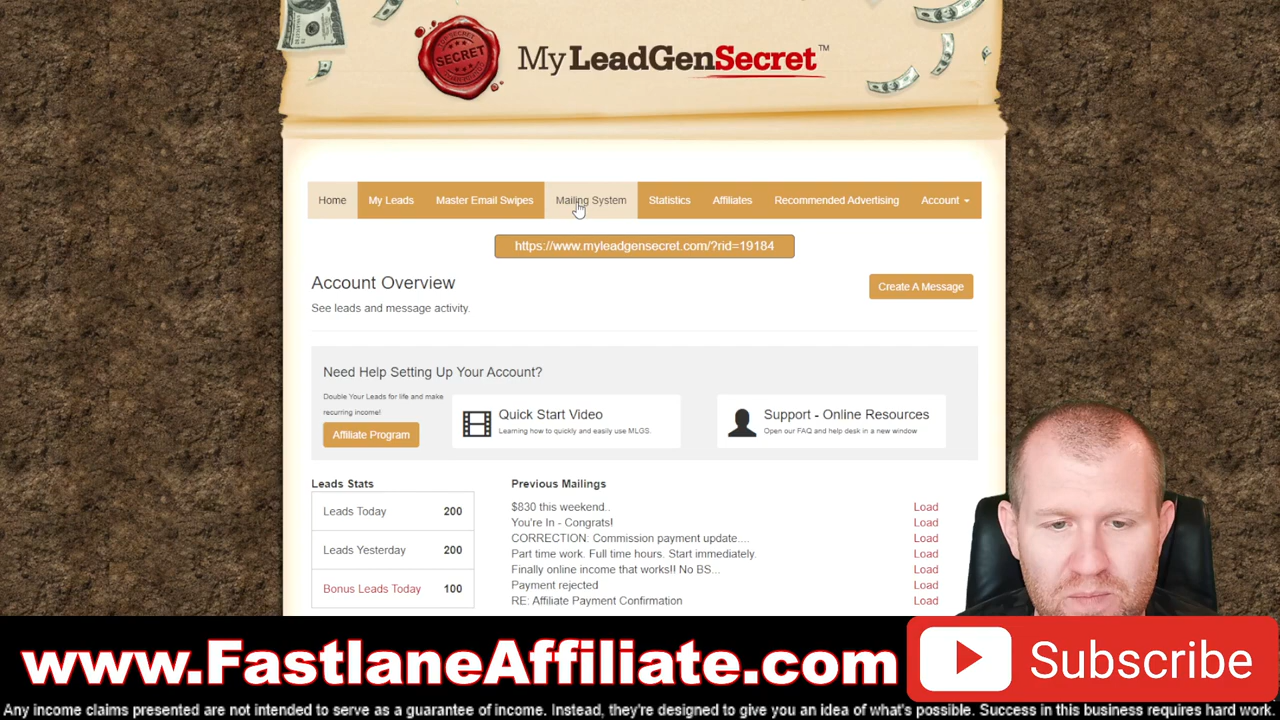 SECRET
My LeadGenSecret™
Home My Leads Master Email Swipes Mailing System Statistics Affiliates Recommended Advertising Account
https://www.myleadgensecret.com/?rid=19184
Account Overview
Create A Message
See leads and message activity.
Need Help Setting Up Your Account?
Double Your Leads for life and make
recurring income!
Affiliate Program
Quick Start Video
Learning how to quickly and easily use MLGS.
Support - Online Resources
Open our FAQ and help desk in a new window
Leads Stats
Leads Today 200
Leads Yesterday 200
Bonus Leads Today 100
Previous Mailings
$830 this weekend.. Load
You're In - Congrats! Load
CORRECTION: Commission payment update.... Load
Part time work. Full time hours. Start immediately. Load
Finally online income that works!! No BS... Load
Payment rejected Load
RE: Affiliate Payment Confirmation Load
www.FastlaneAffiliate.com
Subscribe
Any income claims presented are not intended to serve as a guarantee of income. Instead, they're designed to give you an idea of what's possible. Success in this business requires hard work.